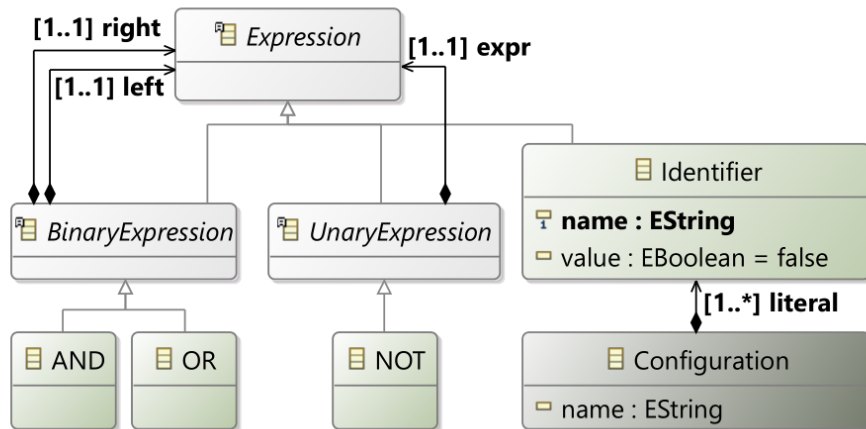 [1..1] right
Expression
[1..1] expr
[1..1] left
Identifier
name : EString
value : EBoolean = false
BinaryExpression
UnaryExpression
[1..*] literal
AND
OR
NOT
Configuration
name : EString